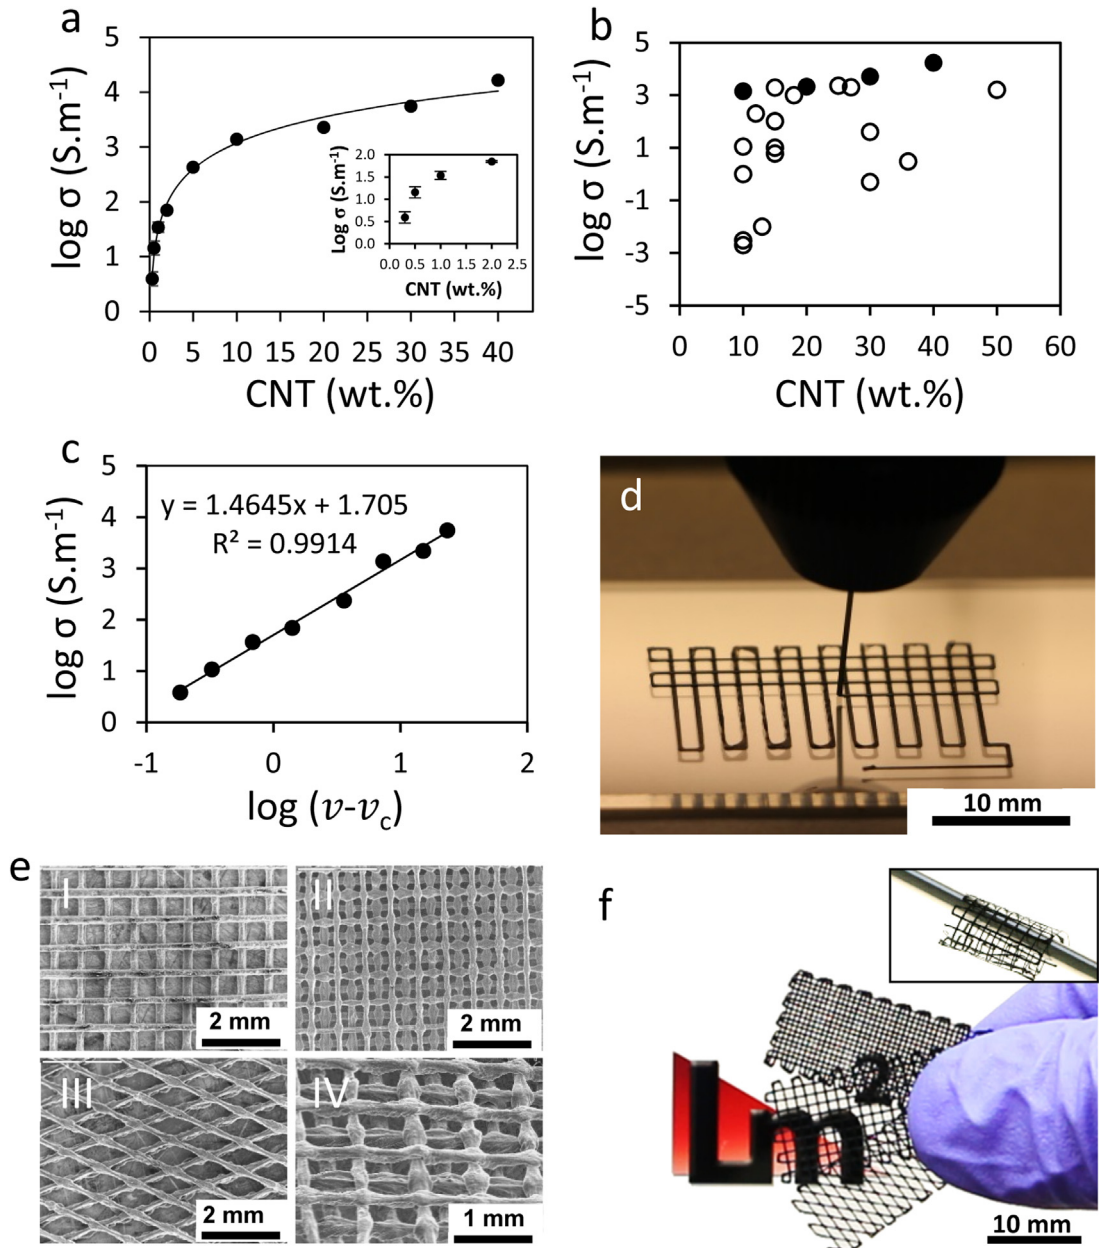 a
5
4
3
2
1
0
log σ (S.m⁻¹)
0 5 10 15 20 25 30 35 40
CNT (wt.%)
2.0
1.5
1.0
0.5
0.0
Log σ (S.m⁻¹)
0.0 0.5 1.0 1.5 2.0 2.5
CNT (wt.%)
b
5
3
1
-1
-3
-5
log σ (S.m⁻¹)
0 10 20 30 40 50 60
CNT (wt.%)
c
5
4
3
2
1
0
log σ (S.m⁻¹)
y = 1.4645x + 1.705
R² = 0.9914
-1 0 1 2
log (v-vc)
d
10 mm
e
I
2 mm
II
2 mm
III
2 mm
IV
1 mm
f
Lm²
10 mm